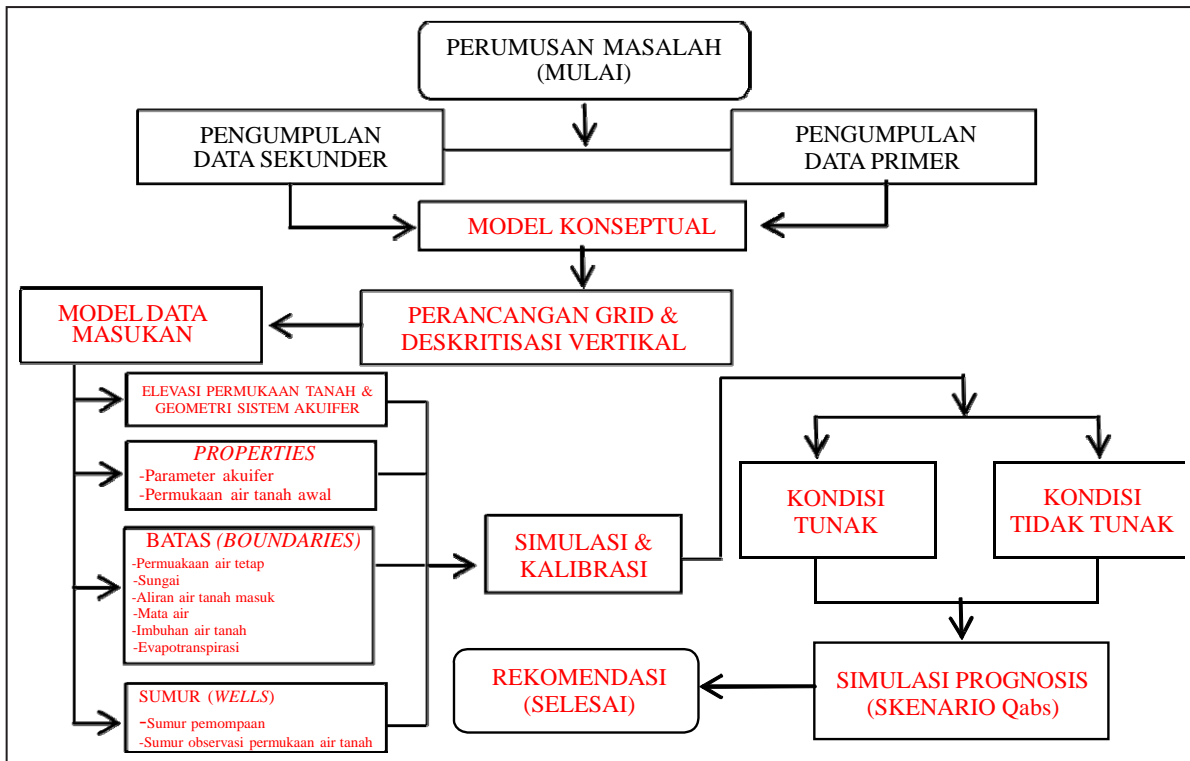 PERUMUSAN MASALAH
(MULAI)
PENGUMPULAN
DATA SEKUNDER
PENGUMPULAN
DATA PRIMER
MODEL KONSEPTUAL
PERANCANGAN GRID &
DESKRITISASI VERTIKAL
MODEL DATA
MASUKAN
ELEVASI PERMUKAAN TANAH &
GEOMETRI SISTEM AKUIFER
PROPERTIES
-Parameter akuifer
-Permukaan air tanah awal
BATAS (BOUNDARIES)
-Permuakaan air tetap
-Sungai
-Aliran air tanah masuk
-Mata air
-Imbuhan air tanah
-Evapotranspirasi
SUMUR (WELLS)
-Sumur pemompaan
-Sumur observasi permukaan air tanah
SIMULASI &
KALIBRASI
KONDISI
TUNAK
KONDISI
TIDAK TUNAK
SIMULASI PROGNOSIS
(SKENARIO Qabs)
REKOMENDASI
(SELESAI)